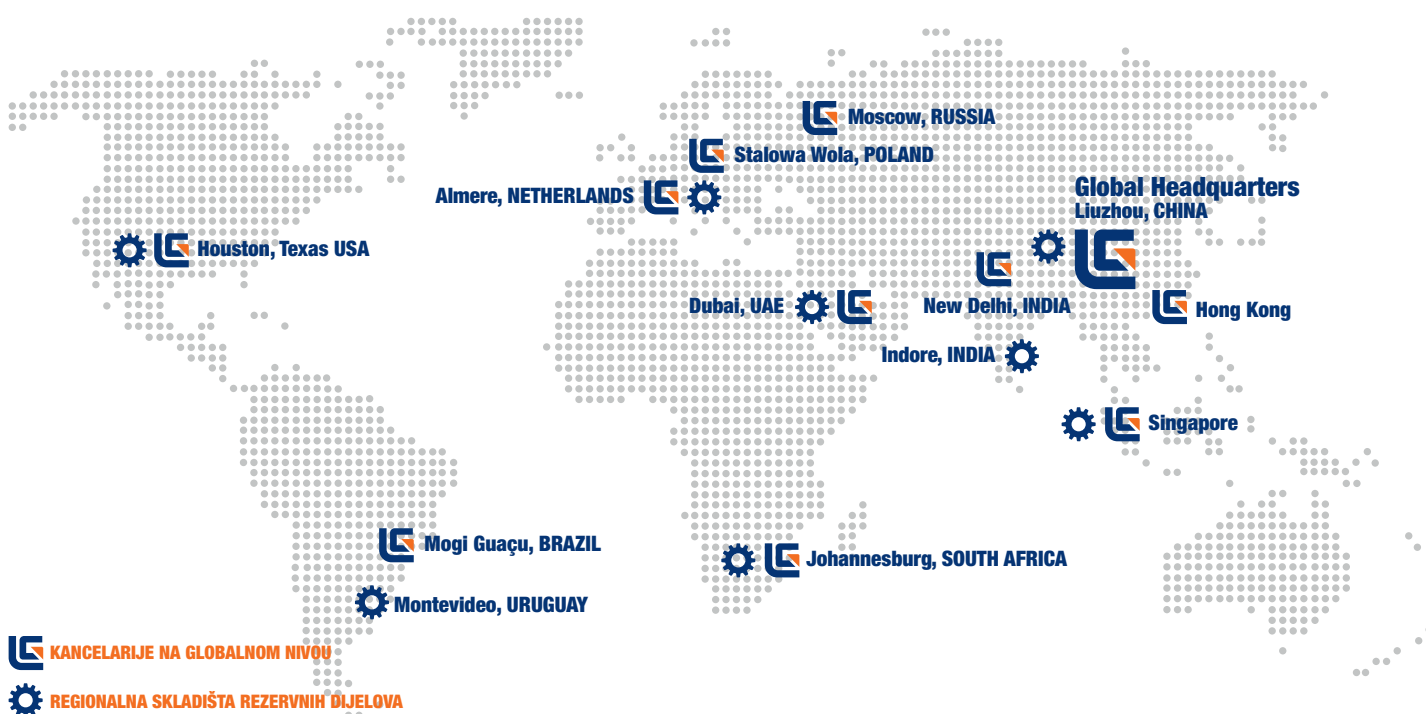 Moscow, RUSSIA
Stalowa Wola, POLAND
Almere, NETHERLANDS
Global Headquarters
Liuzhou, CHINA
Houston, Texas USA
Dubai, UAE
New Delhi, INDIA
Hong Kong
Indore, INDIA
Singapore
Mogi Guaçu, BRAZIL
Johannesburg, SOUTH AFRICA
Montevideo, URUGUAY
KANCELARIJE NA GLOBALNOM NIVOU
REGIONALNA SKLADIŠTA REZERVNIH DIJELOVA